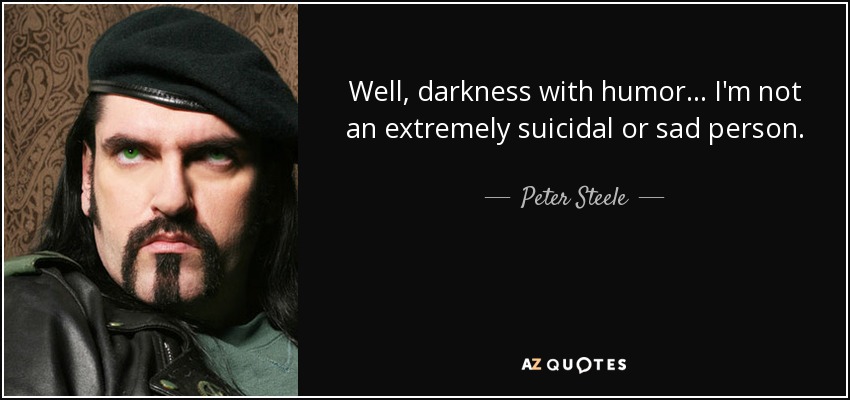 Well, darkness with humor... I'm not
an extremely suicidal or sad person.
— Peter Steele —
AZ QUOTES